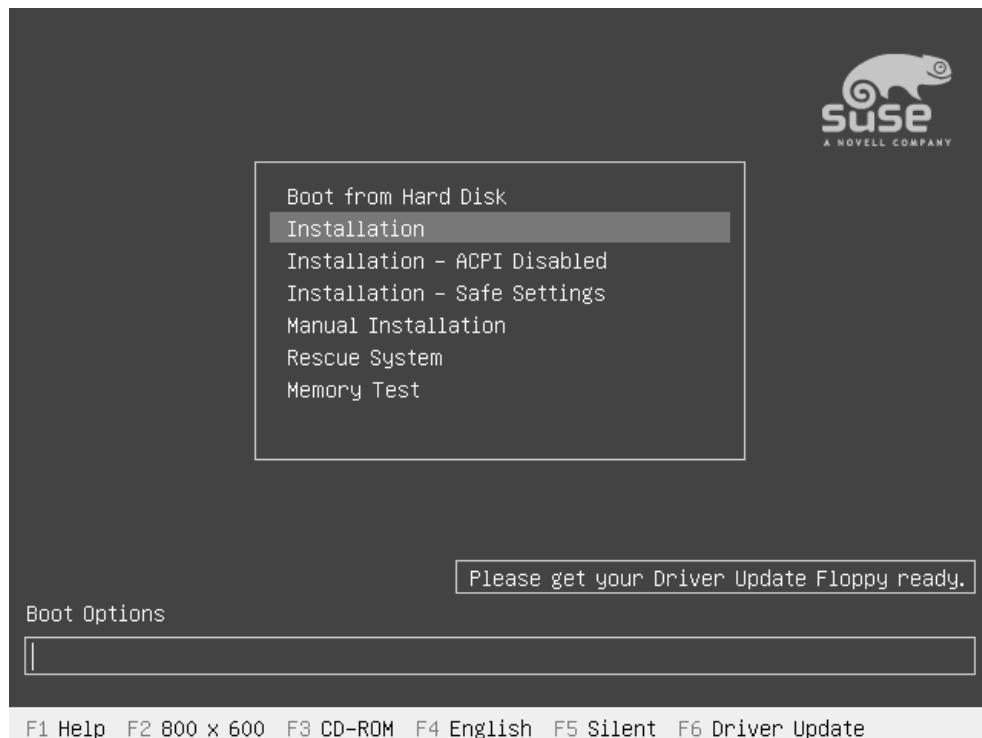 suse
A NOVELL COMPANY
Boot from Hard Disk
Installation
Installation - ACPI Disabled
Installation - Safe Settings
Manual Installation
Rescue System
Memory Test
Please get your Driver Update Floppy ready.
Boot Options
F1 Help F2 800 x 600 F3 CD-ROM F4 English F5 Silent F6 Driver Update